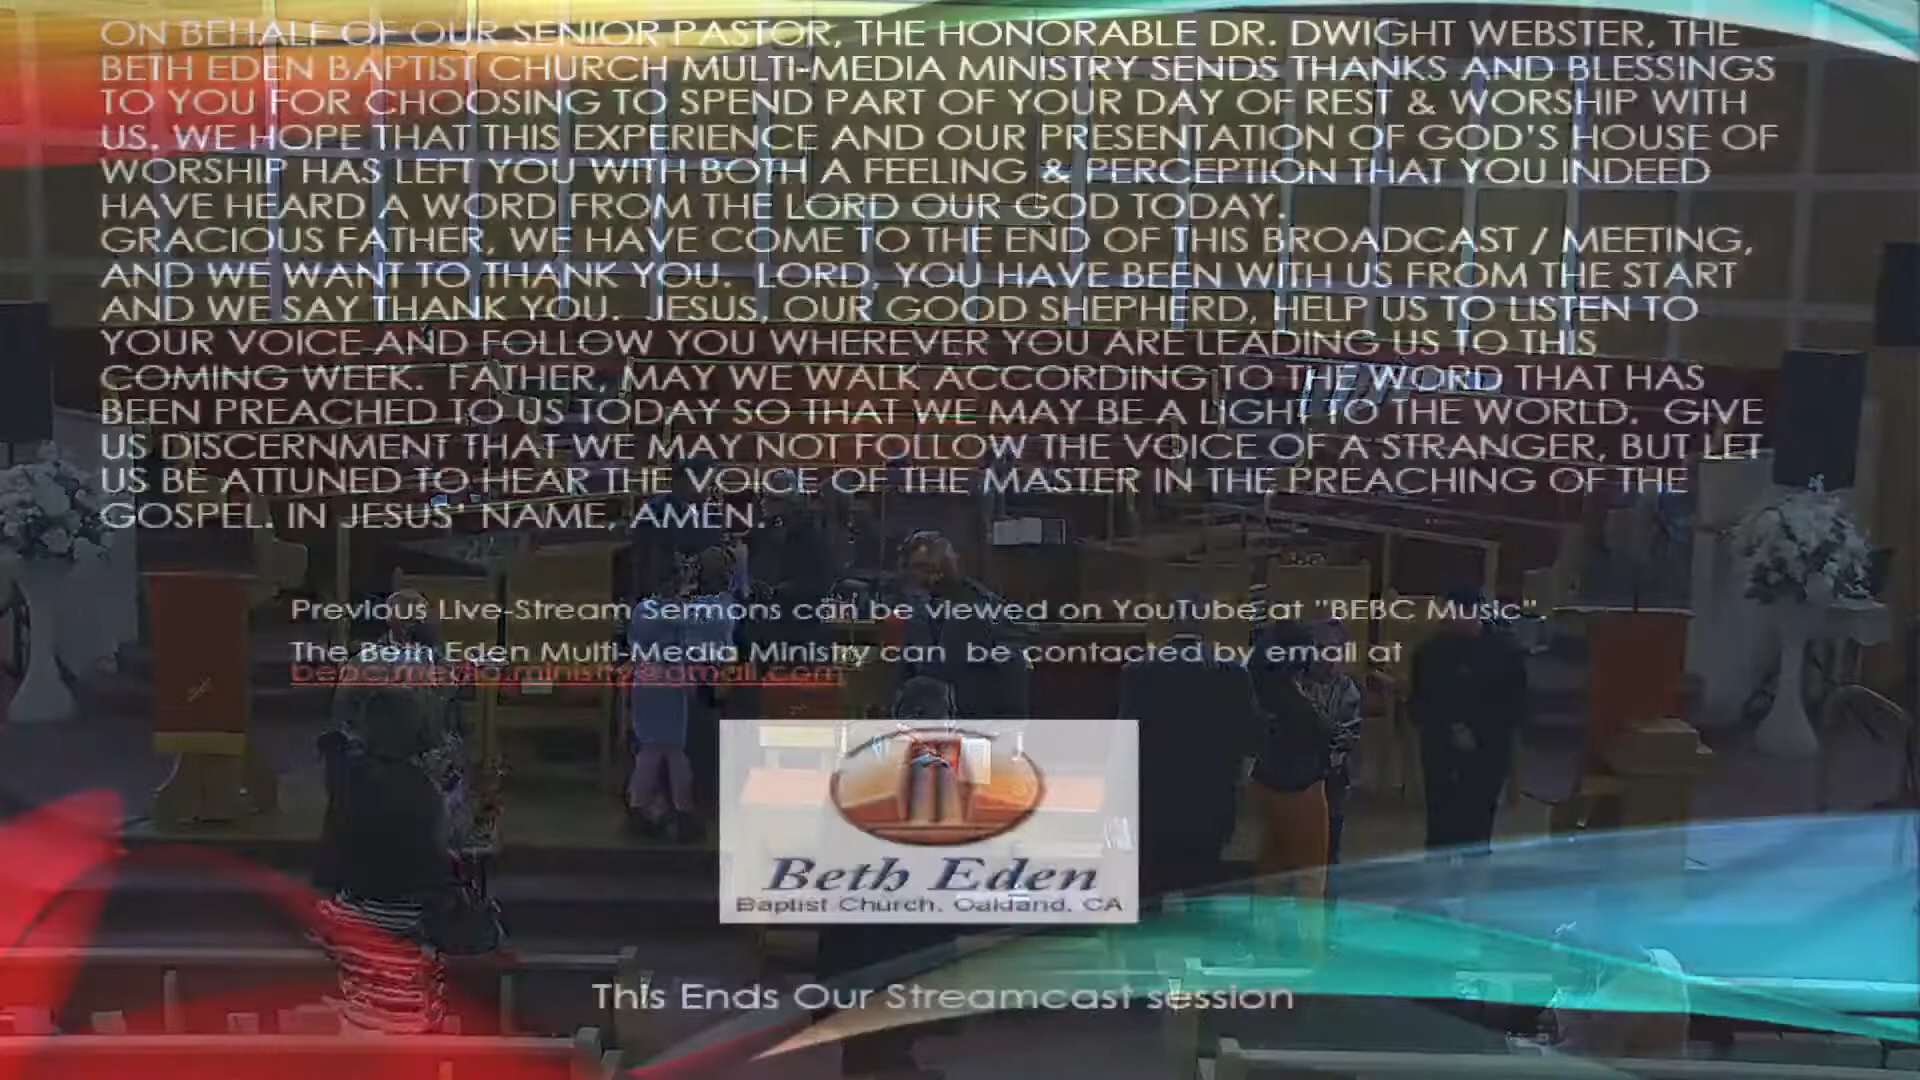 ON BEHALF OF OUR SENIOR PASTOR, THE HONORABLE DR. DWIGHT WEBSTER, THE
BETH EDEN BAPTIST CHURCH MULTI-MEDIA MINISTRY SENDS THANKS AND BLESSINGS
TO YOU FOR CHOOSING TO SPEND PART OF YOUR DAY OF REST & WORSHIP WITH
US. WE HOPE THAT THIS EXPERIENCE AND OUR PRESENTATION OF GOD'S HOUSE OF
WORSHIP HAS LEFT YOU WITH BOTH A FEELING & PERCEPTION THAT YOU INDEED
HAVE HEARD A WORD FROM THE LORD OUR GOD TODAY.
GRACIOUS FATHER, WE HAVE COME TO THE END OF THIS BROADCAST / MEETING,
AND WE WANT TO THANK YOU. LORD, YOU HAVE BEEN WITH US FROM THE START
AND WE SAY THANK YOU. JESUS, OUR GOOD SHEPHERD, HELP US TO LISTEN TO
YOUR VOICE AND FOLLOW YOU WHEREVER YOU ARE LEADING US TO THIS
COMING WEEK. FATHER, MAY WE WALK ACCORDING TO THE WORD THAT HAS
BEEN PREACHED TO US TODAY SO THAT WE MAY BE A LIGHT TO THE WORLD. GIVE
US DISCERNMENT THAT WE MAY NOT FOLLOW THE VOICE OF A STRANGER, BUT LET
US BE ATTUNED TO HEAR THE VOICE OF THE MASTER IN THE PREACHING OF THE
GOSPEL. IN JESUS' NAME, AMEN.
Previous Live-Stream Sermons can be viewed on YouTube at "BEBC Music".
The Beth Eden Multi-Media Ministry can be contacted by email at
bebc.media.ministry@gmail.com
Beth Eden
Baptist Church, Oakland, CA
This Ends Our Streamcast session